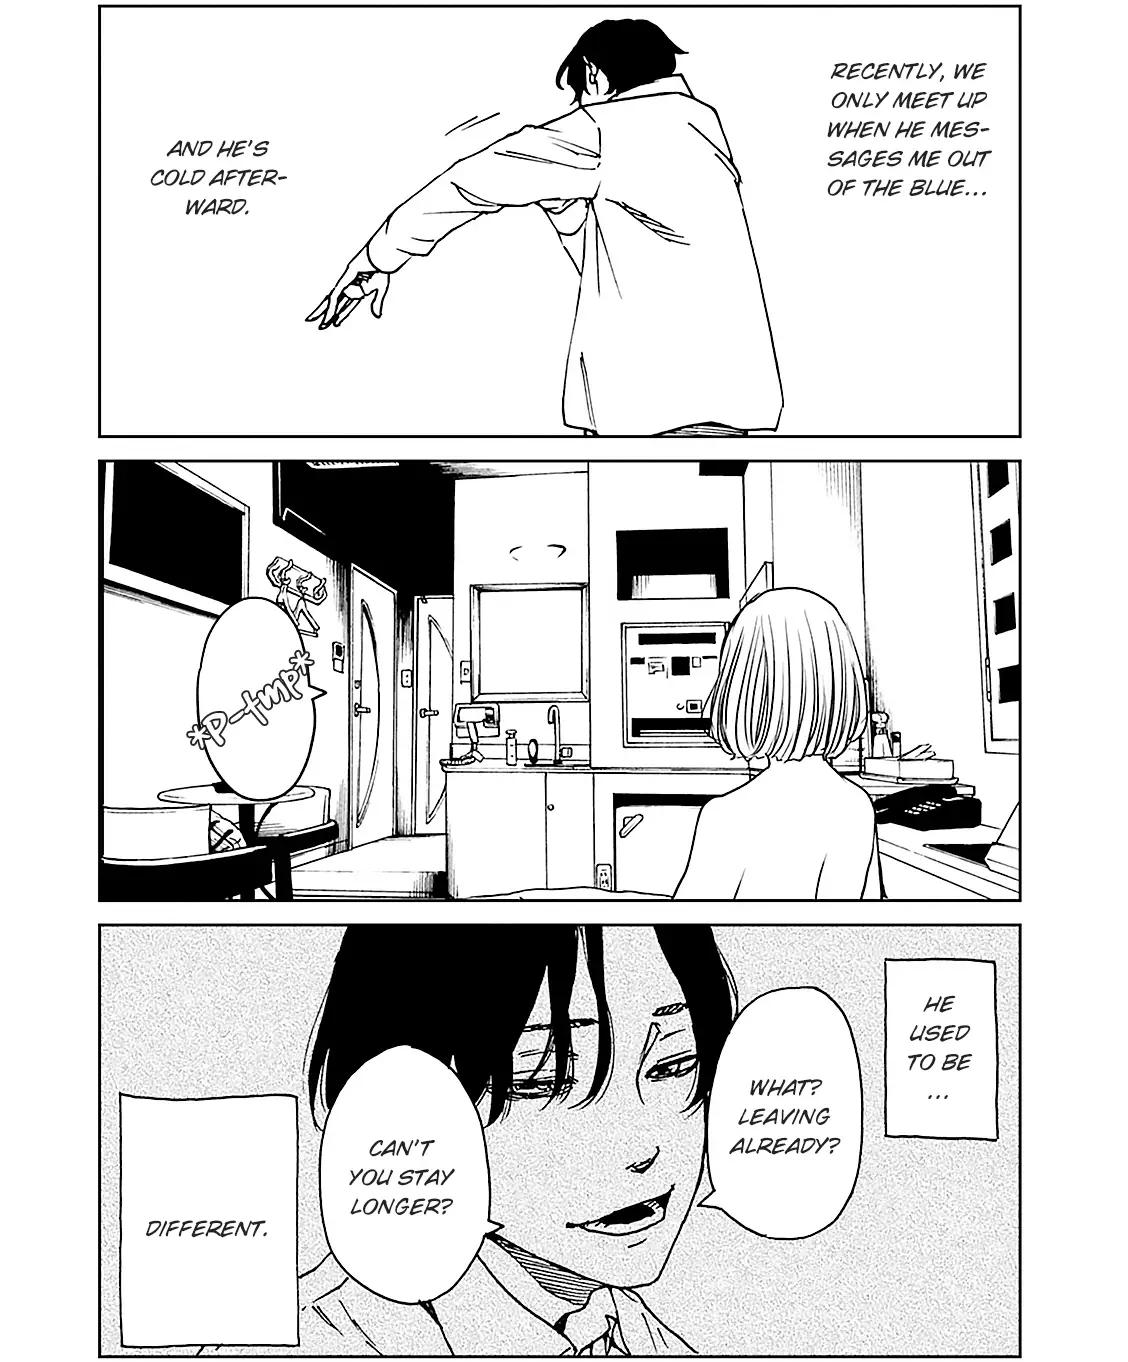 RECENTLY, WE
ONLY MEET UP
WHEN HE MES-
SAGES ME OUT
OF THE BLUE...
AND HE'S
COLD AFTER-
WARD.
*P-tmp*
HE
USED
TO BE
...
WHAT?
LEAVING
ALREADY?
CAN'T
YOU STAY
LONGER?
DIFFERENT.